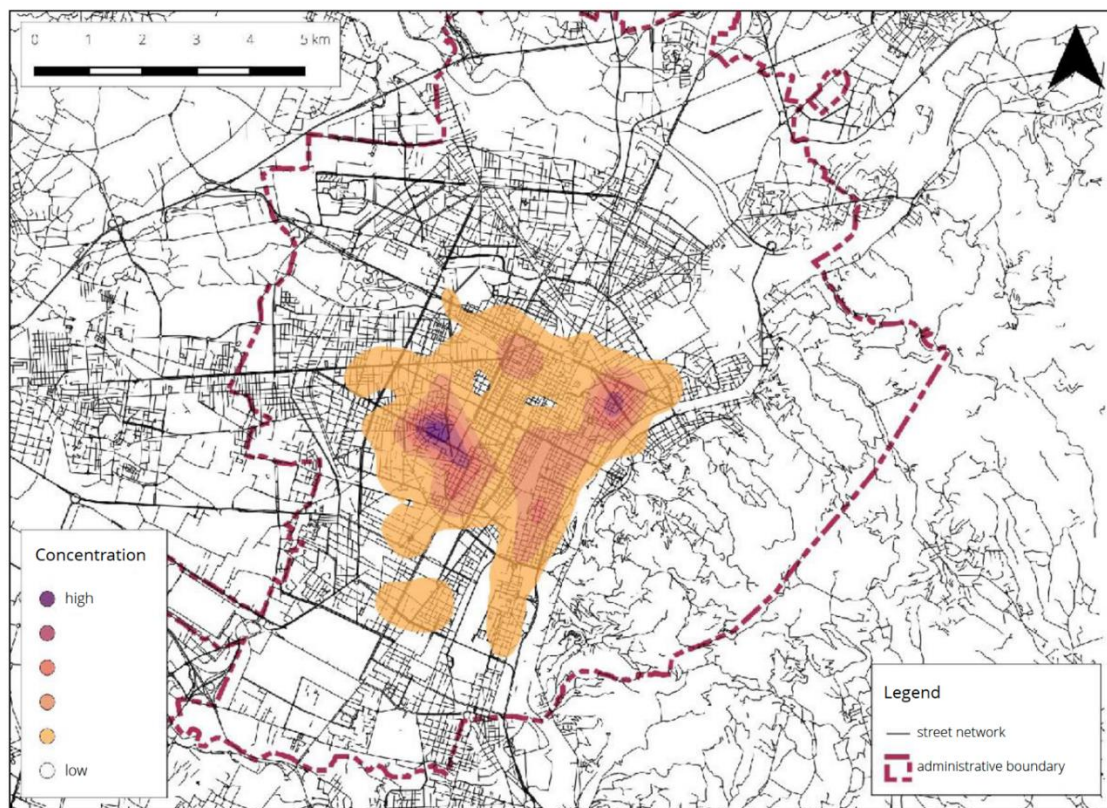 0 1 2 3 4 5 km
Concentration
high
low
Legend
street network
administrative boundary